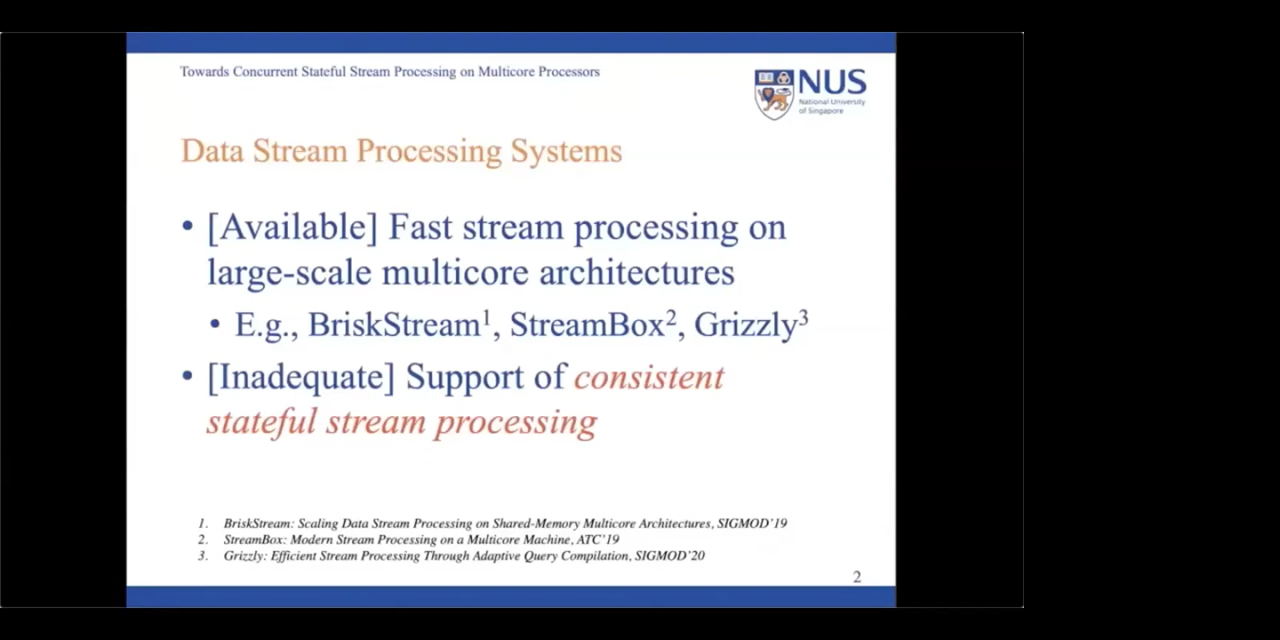 Towards Concurrent Stateful Stream Processing on Multicore Processors
NUS
National University
of Singapore
Data Stream Processing Systems
• [Available] Fast stream processing on
large-scale multicore architectures
• E.g., BriskStream¹, StreamBox², Grizzly³
• [Inadequate] Support of consistent
stateful stream processing
1. BriskStream: Scaling Data Stream Processing on Shared-Memory Multicore Architectures, SIGMOD'19
2. StreamBox: Modern Stream Processing on a Multicore Machine, ATC'19
3. Grizzly: Efficient Stream Processing Through Adaptive Query Compilation, SIGMOD'20
2